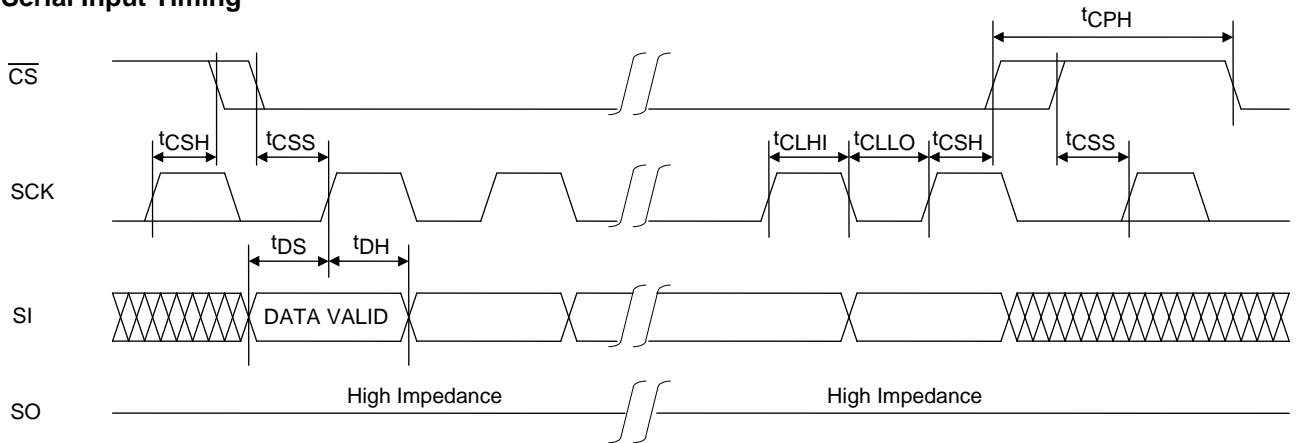 Serial Input Timing
tCPH
CS
tCSH
tCSS
tCLHI
tCLLO
tCSH
tCSS
SCK
tDS
tDH
SI
DATA VALID
High Impedance
High Impedance
SO